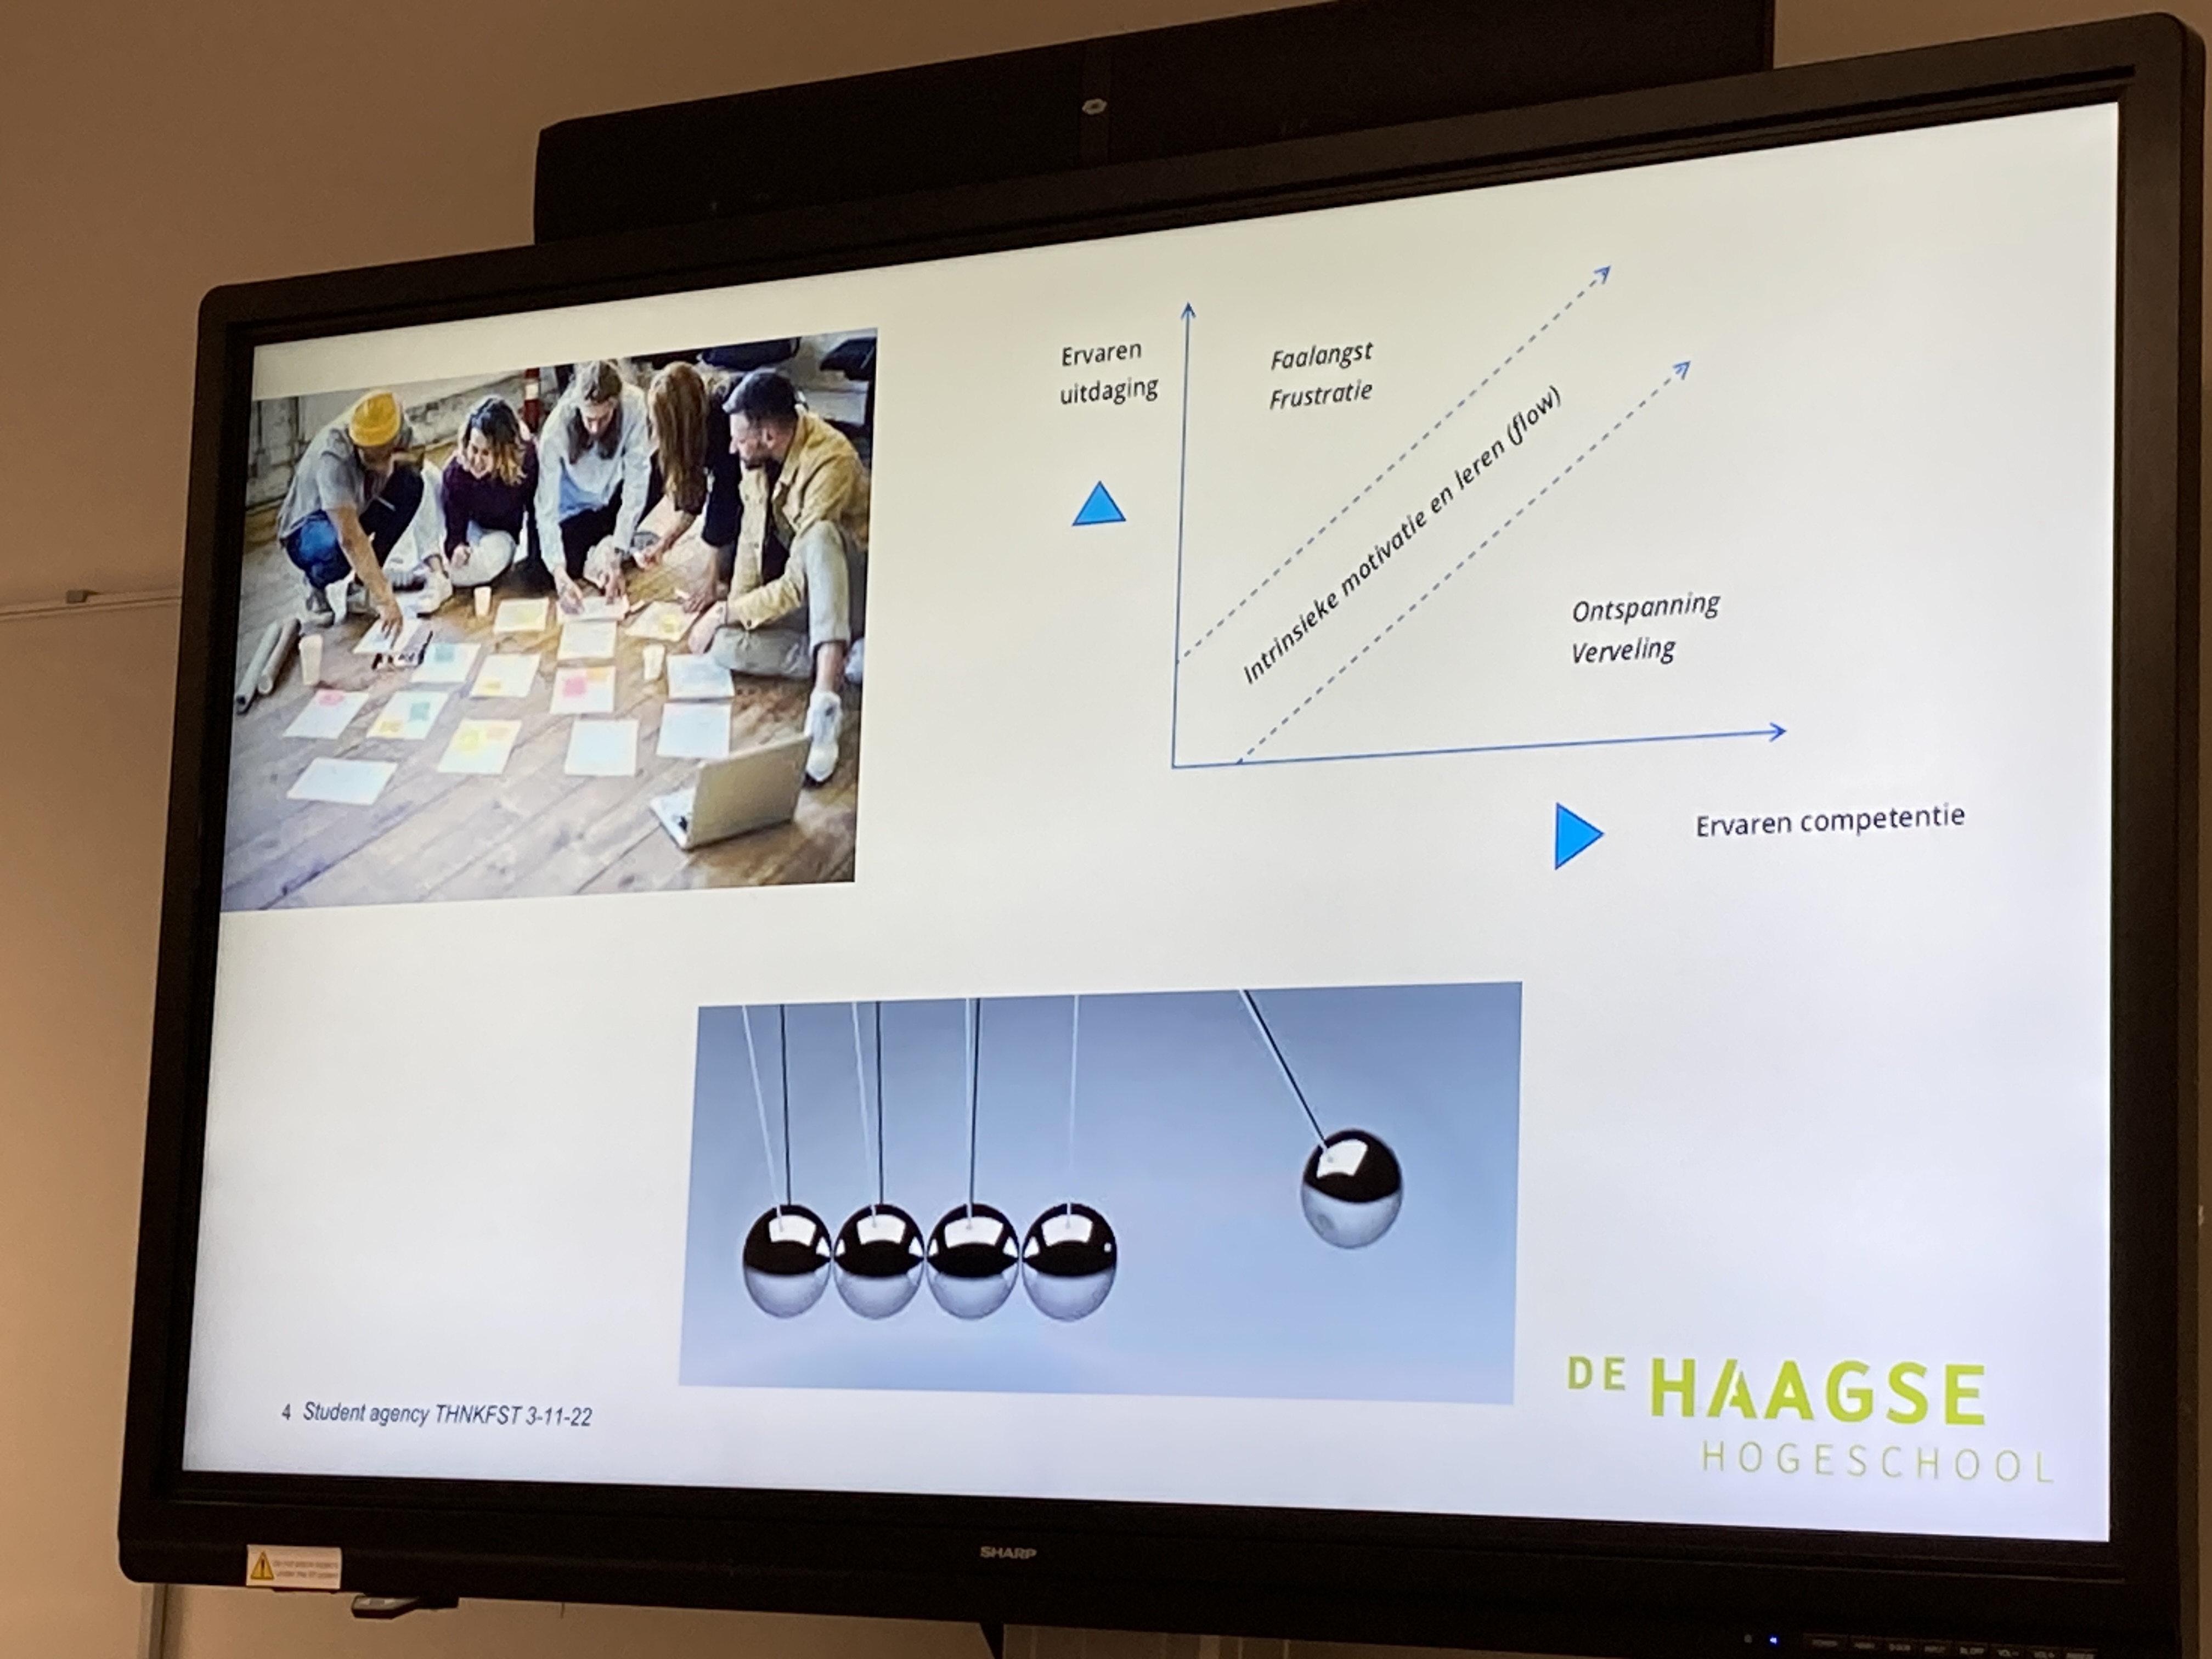 Ervaren
uitdaging
Faalangst
Frustratie
Intrinsieke motivatie en leren (flow)
Ontspanning
Verveling
Ervaren competentie
4 Student agency THNKFST 3-11-22
DE HAAGSE
HOGESCHOOL
SHARP